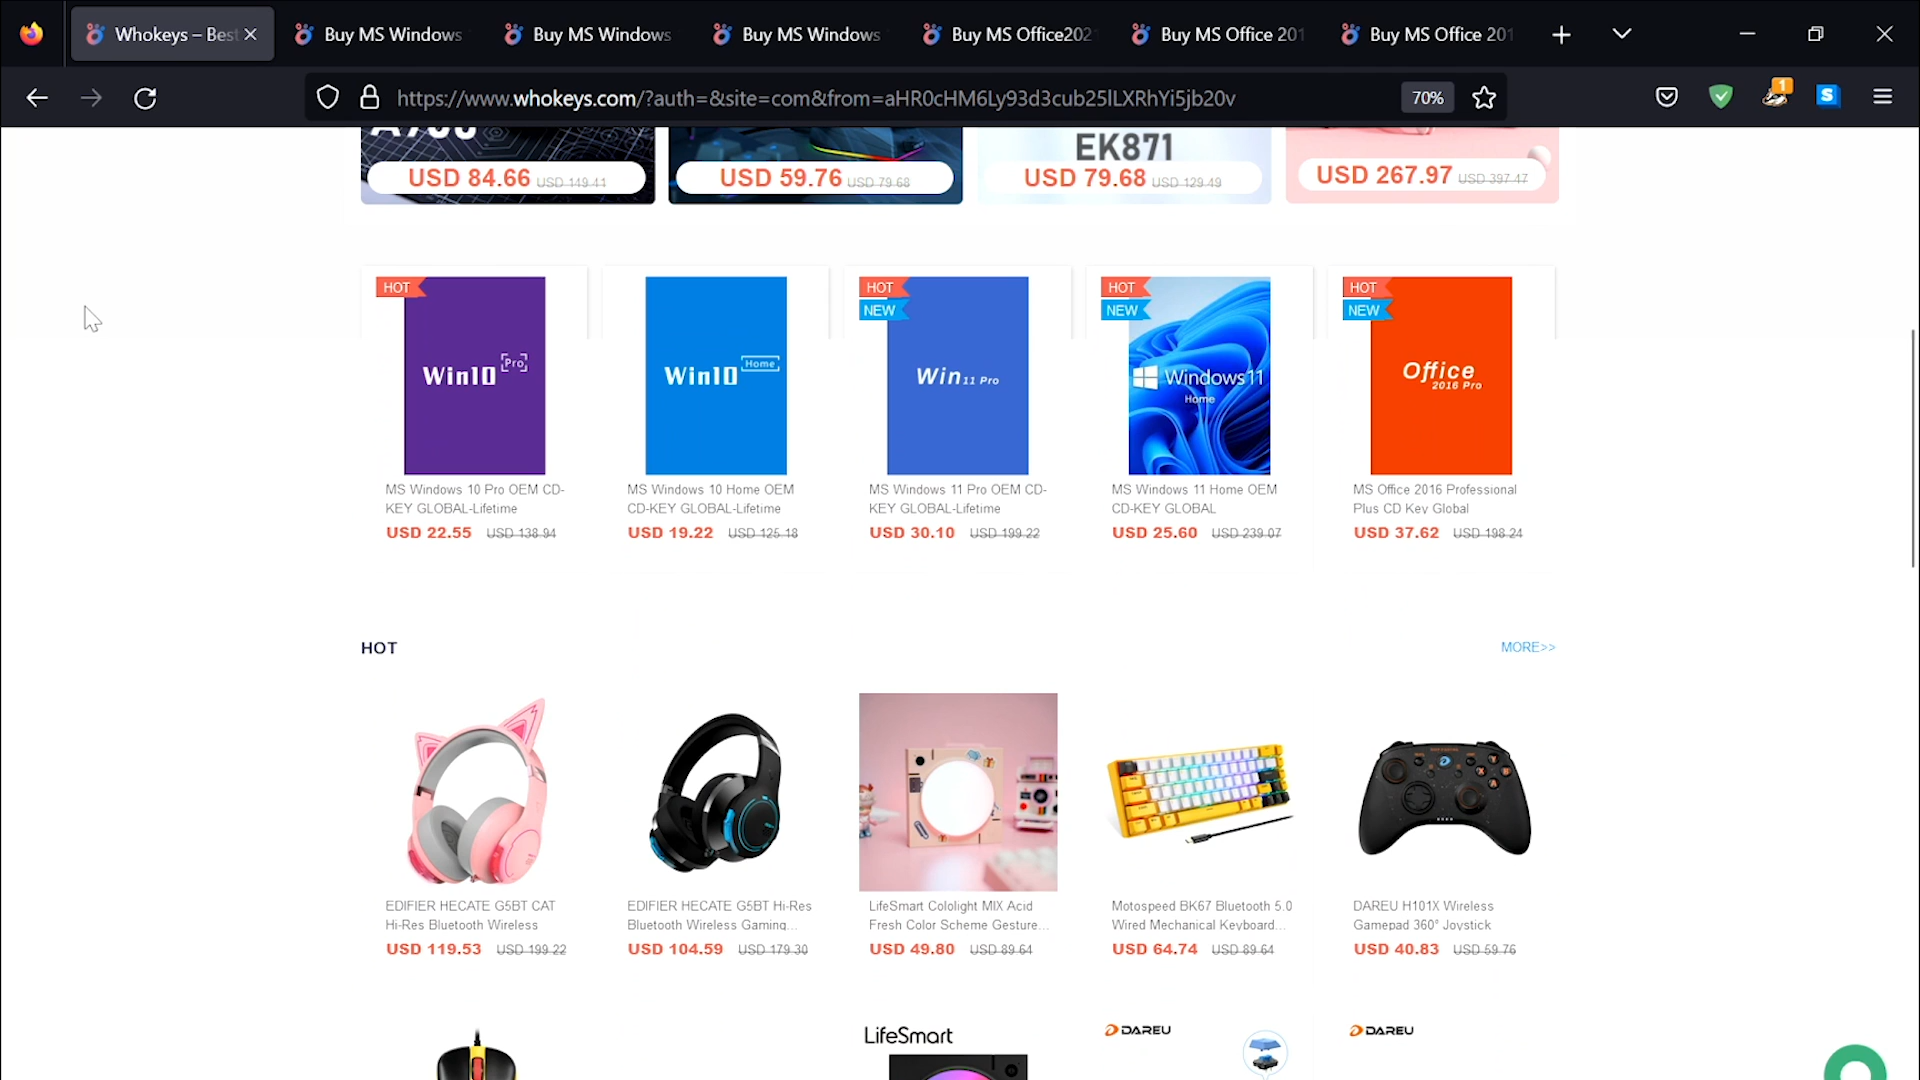 Whokeys – Best
Buy MS Windows
Buy MS Windows
Buy MS Windows
Buy MS Office202
Buy MS Office 201
Buy MS Office 201
https://www.whokeys.com/?auth=&site=com&from=aHR0cHM6Ly93d3cub25lLXRhYi5jb20v
70%
1
S
EK871
USD 84.66 USD 149.41
USD 59.76 USD 79.68
USD 79.68 USD 129.49
USD 267.97 USD 397.47
HOT
Win10 Pro
Win10 Home
HOT
NEW
Win 11 Pro
HOT
NEW
Windows 11
Home
HOT
NEW
Office
2016 Pro
MS Windows 10 Pro OEM CD-
KEY GLOBAL-Lifetime
USD 22.55 USD 138.94
MS Windows 10 Home OEM
CD-KEY GLOBAL-Lifetime
USD 19.22 USD 125.18
MS Windows 11 Pro OEM CD-
KEY GLOBAL-Lifetime
USD 30.10 USD 199.22
MS Windows 11 Home OEM
CD-KEY GLOBAL
USD 25.60 USD 239.07
MS Office 2016 Professional
Plus CD Key Global
USD 37.62 USD 198.24
HOT
MORE>>
EDIFIER HECATE G5BT CAT
Hi-Res Bluetooth Wireless
USD 119.53 USD 199.22
EDIFIER HECATE G5BT Hi-Res
Bluetooth Wireless Gaming...
USD 104.59 USD 179.30
LifeSmart Cololight MIX Acid
Fresh Color Scheme Gesture...
USD 49.80 USD 89.64
Motospeed BK67 Bluetooth 5.0
Wired Mechanical Keyboard...
USD 64.74 USD 89.64
DAREU H101X Wireless
Gamepad 360° Joystick
USD 40.83 USD 59.76
LifeSmart
DAREU
DAREU